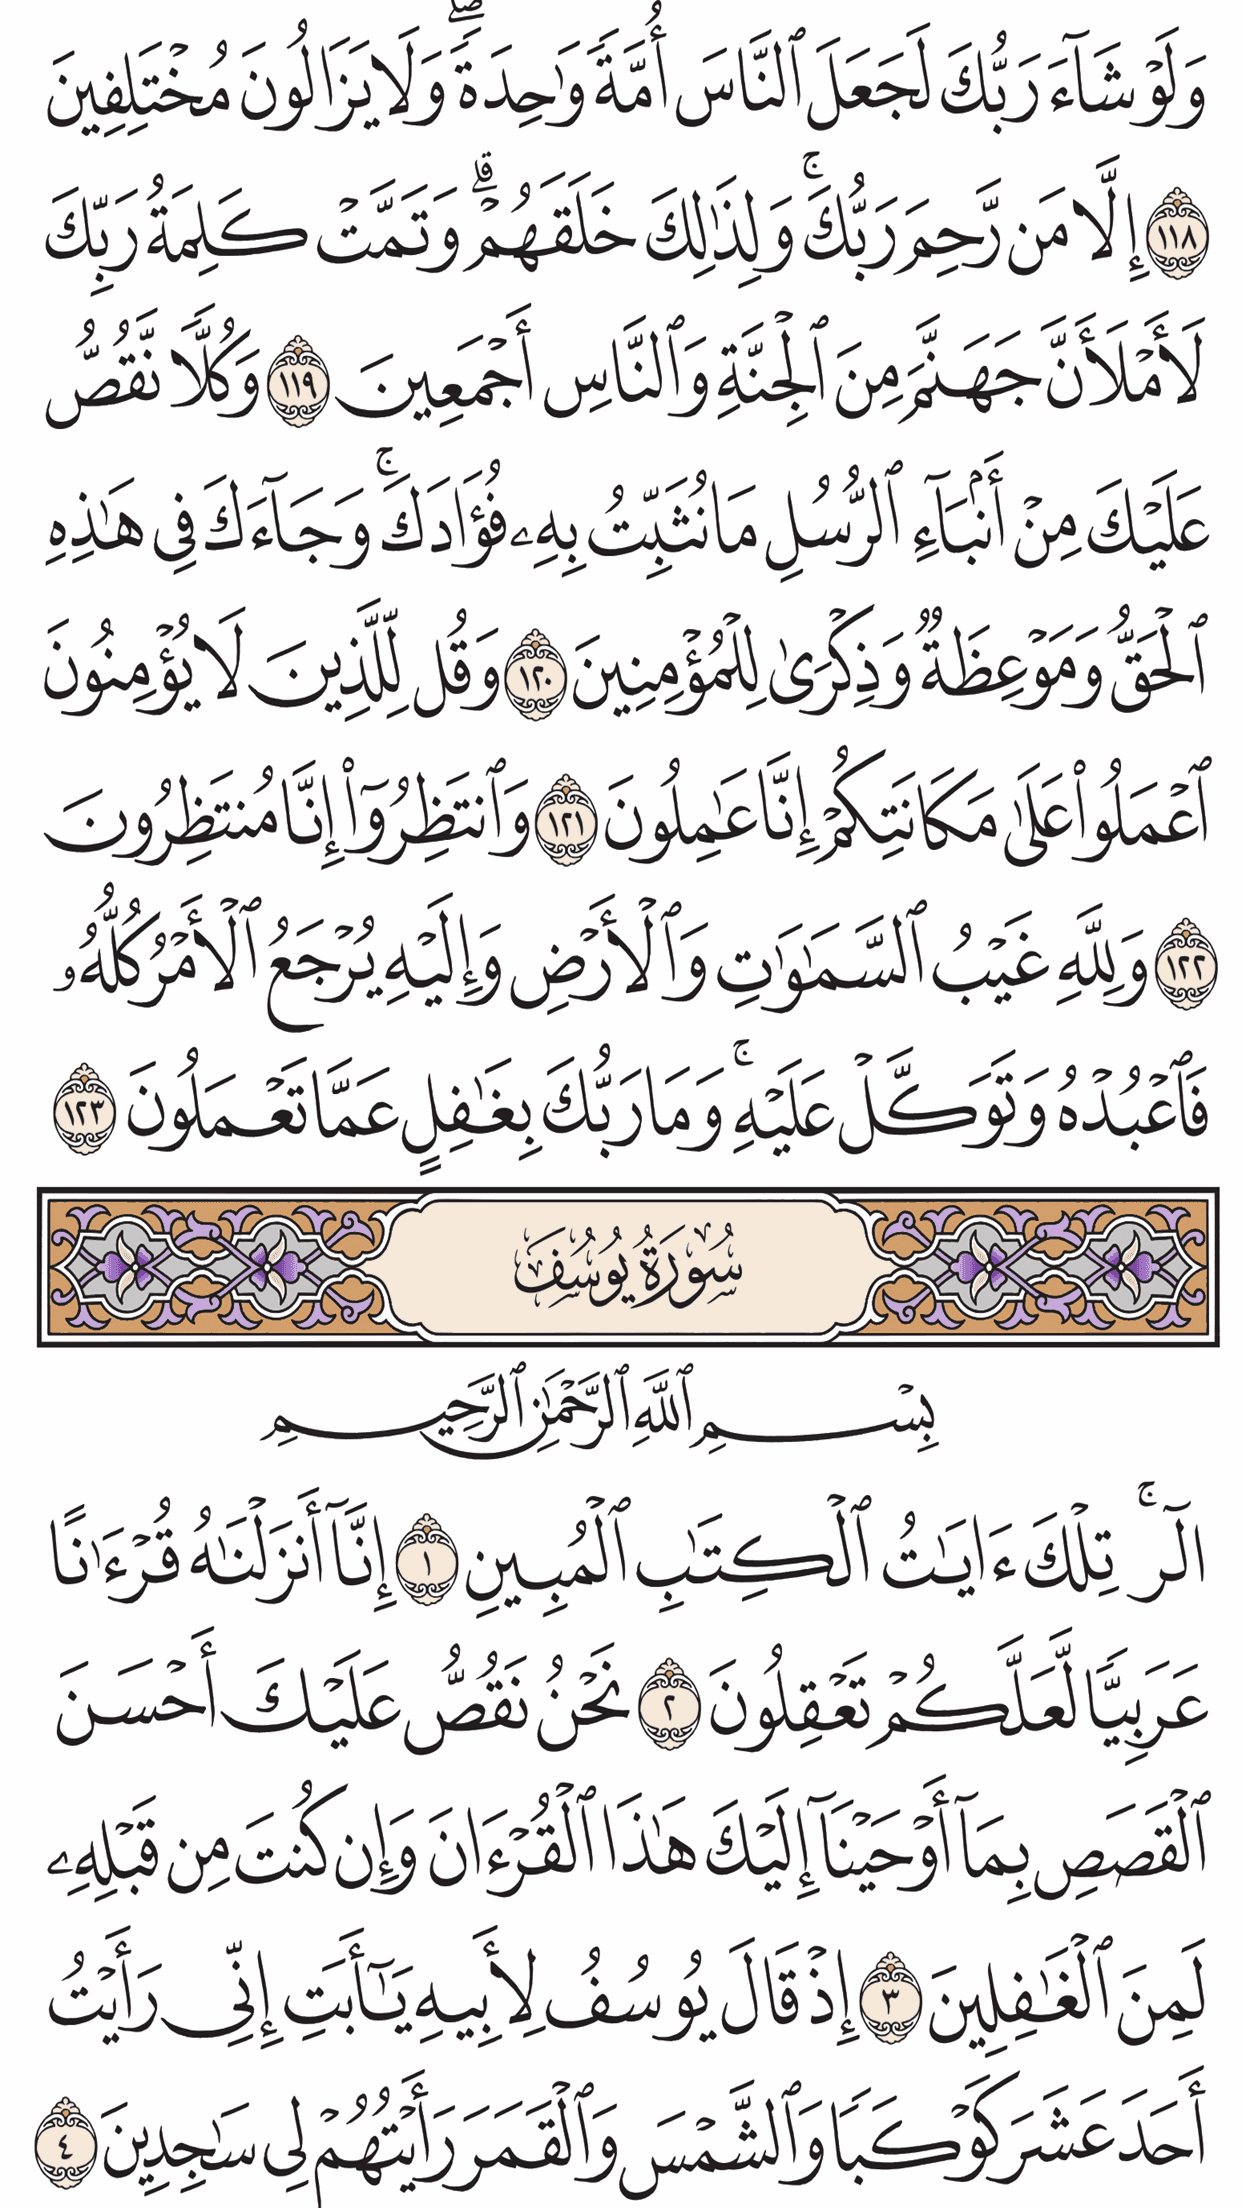 وَلَوْ شَآءَ رَبُّكَ لَجَعَلَ ٱلنَّاسَ أُمَّةً وَٰحِدَةً ۖ وَلَا يَزَالُونَ مُخْتَلِفِينَ
١١٨ إِلَّا مَن رَّحِمَ رَبُّكَ ۚ وَلِذَٰلِكَ خَلَقَهُمْ ۗ وَتَمَّتْ كَلِمَةُ رَبِّكَ
لَأَمْلَأَنَّ جَهَنَّمَ مِنَ ٱلْجِنَّةِ وَٱلنَّاسِ أَجْمَعِينَ ١١٩ وَكُلًّا نَّقُصُّ
عَلَيْكَ مِنْ أَنۢبَآءِ ٱلرُّسُلِ مَا نُثَبِّتُ بِهِۦ فُؤَادَكَ ۚ وَجَآءَكَ فِى هَٰذِهِ
ٱلْحَقُّ وَمَوْعِظَةٌ وَذِكْرَىٰ لِلْمُؤْمِنِينَ ١٢٠ وَقُل لِّلَّذِينَ لَا يُؤْمِنُونَ
ٱعْمَلُوا۟ عَلَىٰ مَكَانَتِكُمْ إِنَّا عَٰمِلُونَ ١٢١ وَٱنتَظِرُوٓا۟ إِنَّا مُنتَظِرُونَ
١٢٢ وَلِلَّهِ غَيْبُ ٱلسَّمَٰوَٰتِ وَٱلْأَرْضِ وَإِلَيْهِ يُرْجَعُ ٱلْأَمْرُ كُلُّهُۥ
فَٱعْبُدْهُ وَتَوَكَّلْ عَلَيْهِ ۚ وَمَا رَبُّكَ بِغَٰفِلٍ عَمَّا تَعْمَلُونَ ١٢٣
سُورَةُ يُوسُفَ
بِسْمِ ٱللَّهِ ٱلرَّحْمَٰنِ ٱلرَّحِيمِ
الٓر ۚ تِلْكَ ءَايَٰتُ ٱلْكِتَٰبِ ٱلْمُبِينِ ١ إِنَّآ أَنزَلْنَٰهُ قُرْءَٰنًا
عَرَبِيًّا لَّعَلَّكُمْ تَعْقِلُونَ ٢ نَحْنُ نَقُصُّ عَلَيْكَ أَحْسَنَ
ٱلْقَصَصِ بِمَآ أَوْحَيْنَآ إِلَيْكَ هَٰذَا ٱلْقُرْءَانَ وَإِن كُنتَ مِن قَبْلِهِۦ
لَمِنَ ٱلْغَٰفِلِينَ ٣ إِذْ قَالَ يُوسُفُ لِأَبِيهِ يَٰٓأَبَتِ إِنِّى رَأَيْتُ
أَحَدَ عَشَرَ كَوْكَبًا وَٱلشَّمْسَ وَٱلْقَمَرَ رَأَيْتُهُمْ لِى سَٰجِدِينَ ٤